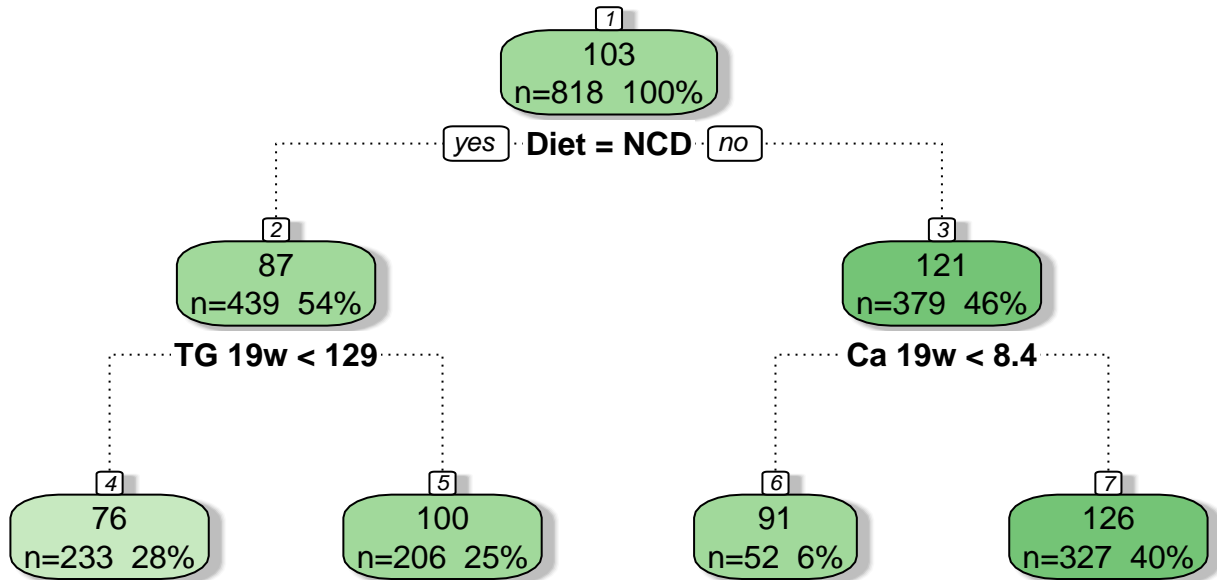 1
103
n=818 100%
yes Diet = NCD no
2
87
n=439 54%
3
121
n=379 46%
TG 19w < 129
Ca 19w < 8.4
4
76
n=233 28%
5
100
n=206 25%
6
91
n=52 6%
7
126
n=327 40%